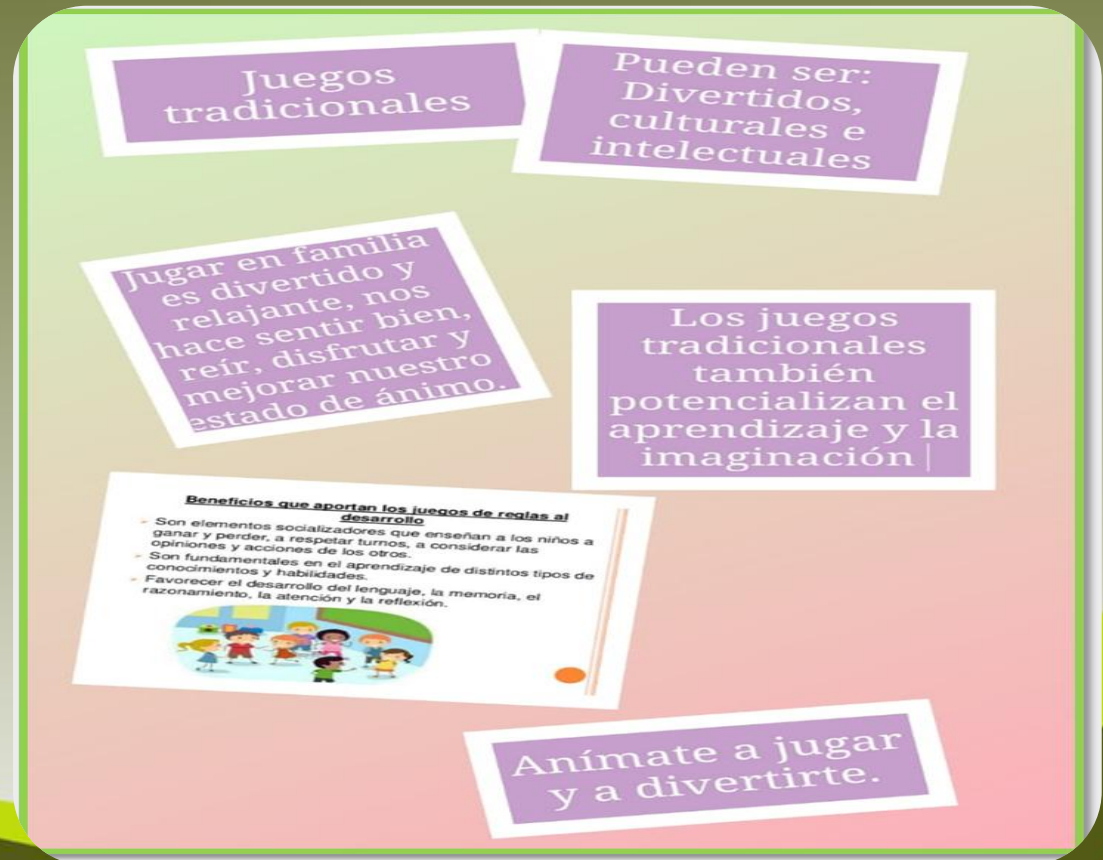 Juegos
tradicionales
Pueden ser:
Divertidos,
culturales e
intelectuales
Jugar en familia
es divertido y
relajante, nos
hace sentir bien,
reír, disfrutar y
mejorar nuestro
estado de ánimo.
Los juegos
tradicionales
también
potencializan el
aprendizaje y la
imaginación
Beneficios que aportan los juegos de reglas al
desarrollo
Son elementos socializadores que enseñan a los niños a
ganar y perder, a respetar turnos, a considerar las
opiniones y acciones de los otros.
Son fundamentales en el aprendizaje de distintos tipos de
conocimientos y habilidades.
Favorecer el desarrollo del lenguaje, la memoria, el
razonamiento, la atención y la reflexión.
Anímate a jugar
y a divertirte.